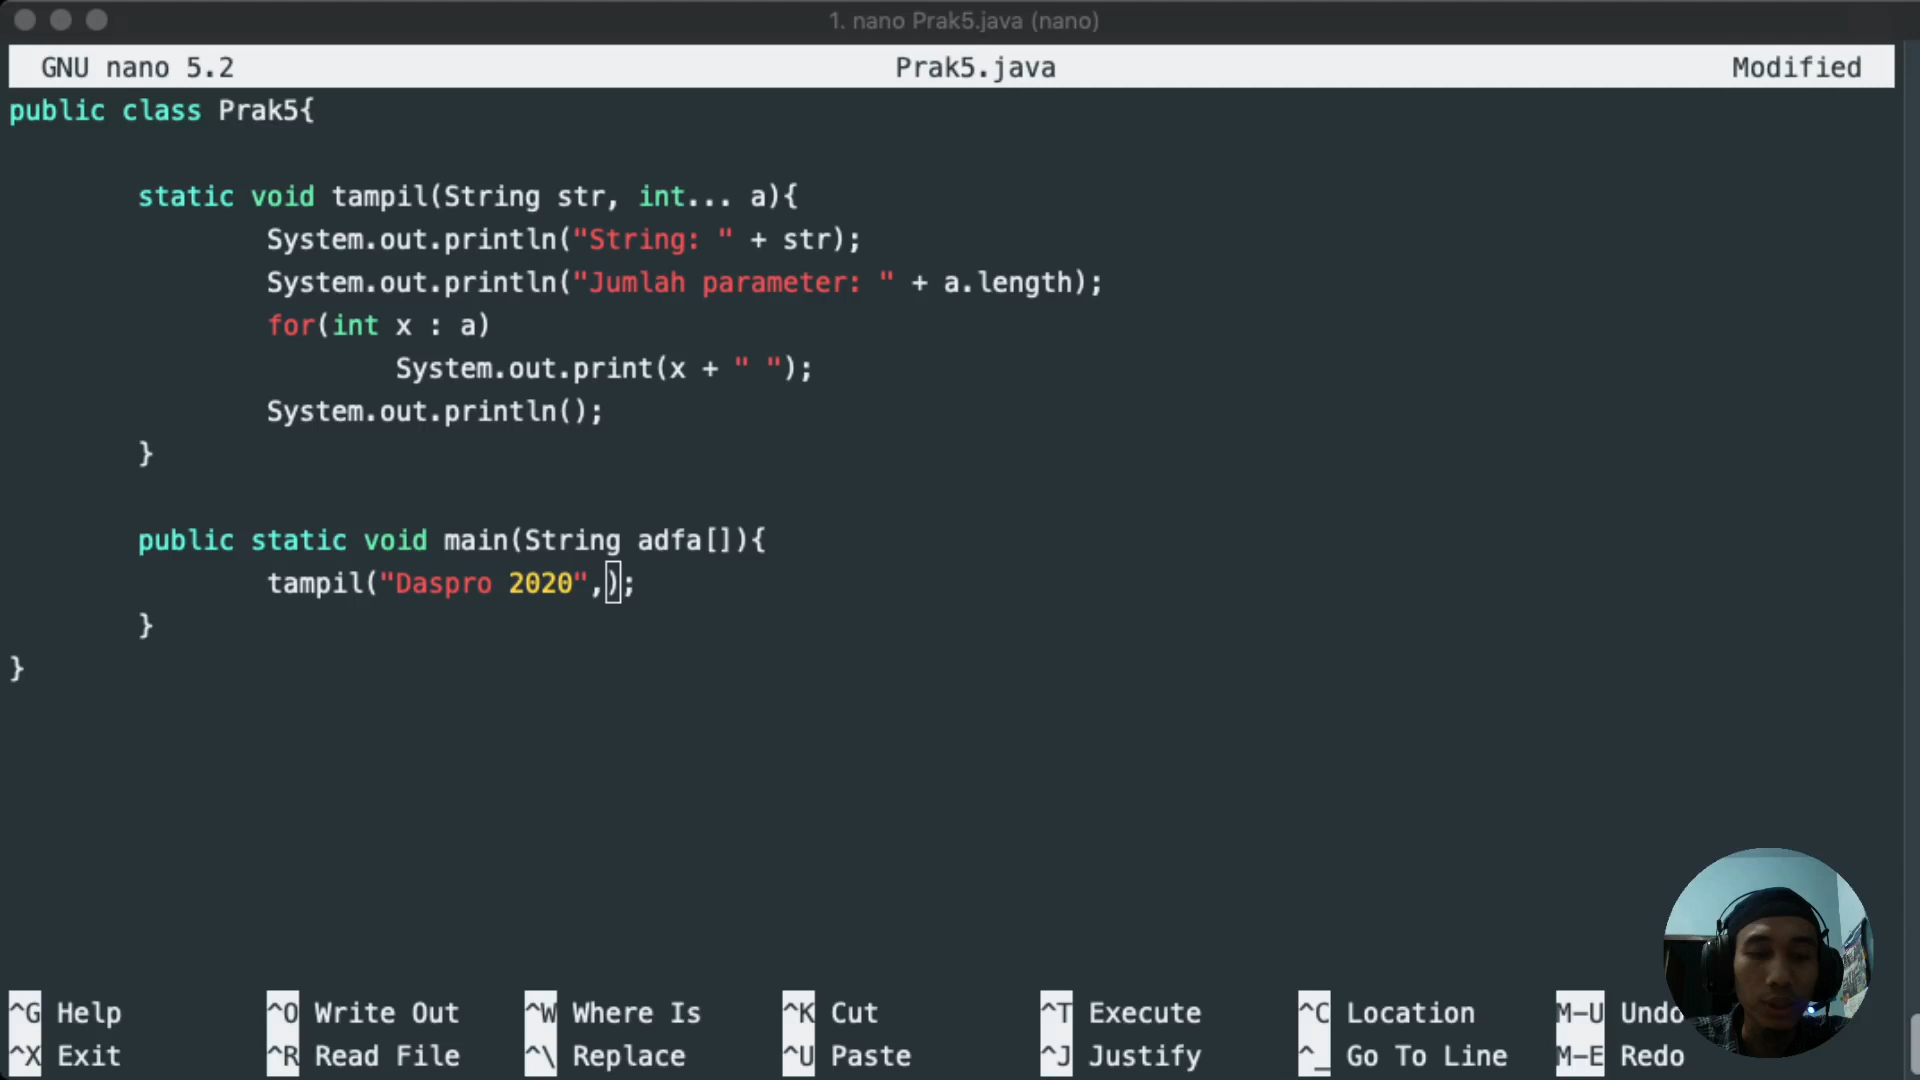 1. nano Prak5.java (nano)
GNU nano 5.2 Prak5.java Modified
public class Prak5{
static void tampil(String str, int... a){
System.out.println("String: " + str);
System.out.println("Jumlah parameter: " + a.length);
for(int x : a)
System.out.print(x + " ");
System.out.println();
}
public static void main(String adfa[]){
tampil("Daspro 2020",);
}
}
^G Help ^O Write Out ^W Where Is ^K Cut ^T Execute ^C Location M-U Undo
^X Exit ^R Read File ^\ Replace ^U Paste ^J Justify ^_ Go To Line M-E Redo